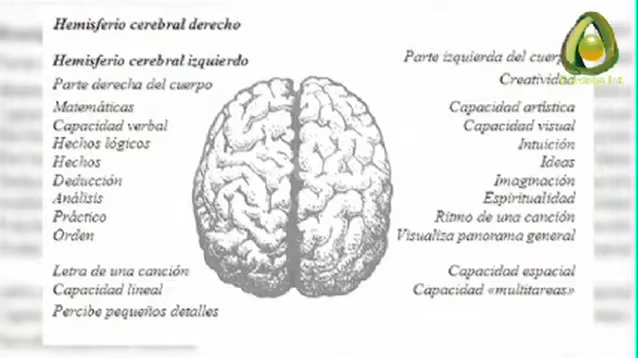 Hemisferio cerebral derecho
Hemisferio cerebral izquierdo
Parte derecha del cuerpo
Matemáticas
Capacidad verbal
Hechos lógicos
Hechos
Deducción
Análisis
Práctico
Orden
Letra de una canción
Capacidad lineal
Percibe pequeños detalles
Parte izquierda del
Creatividad
Capacidad artística
Capacidad visual
Intuición
Ideas
Imaginación
Espiritualidad
Ritmo de una canción
Visualiza panorama general
Capacidad espacial
Capacidad «multitareas»